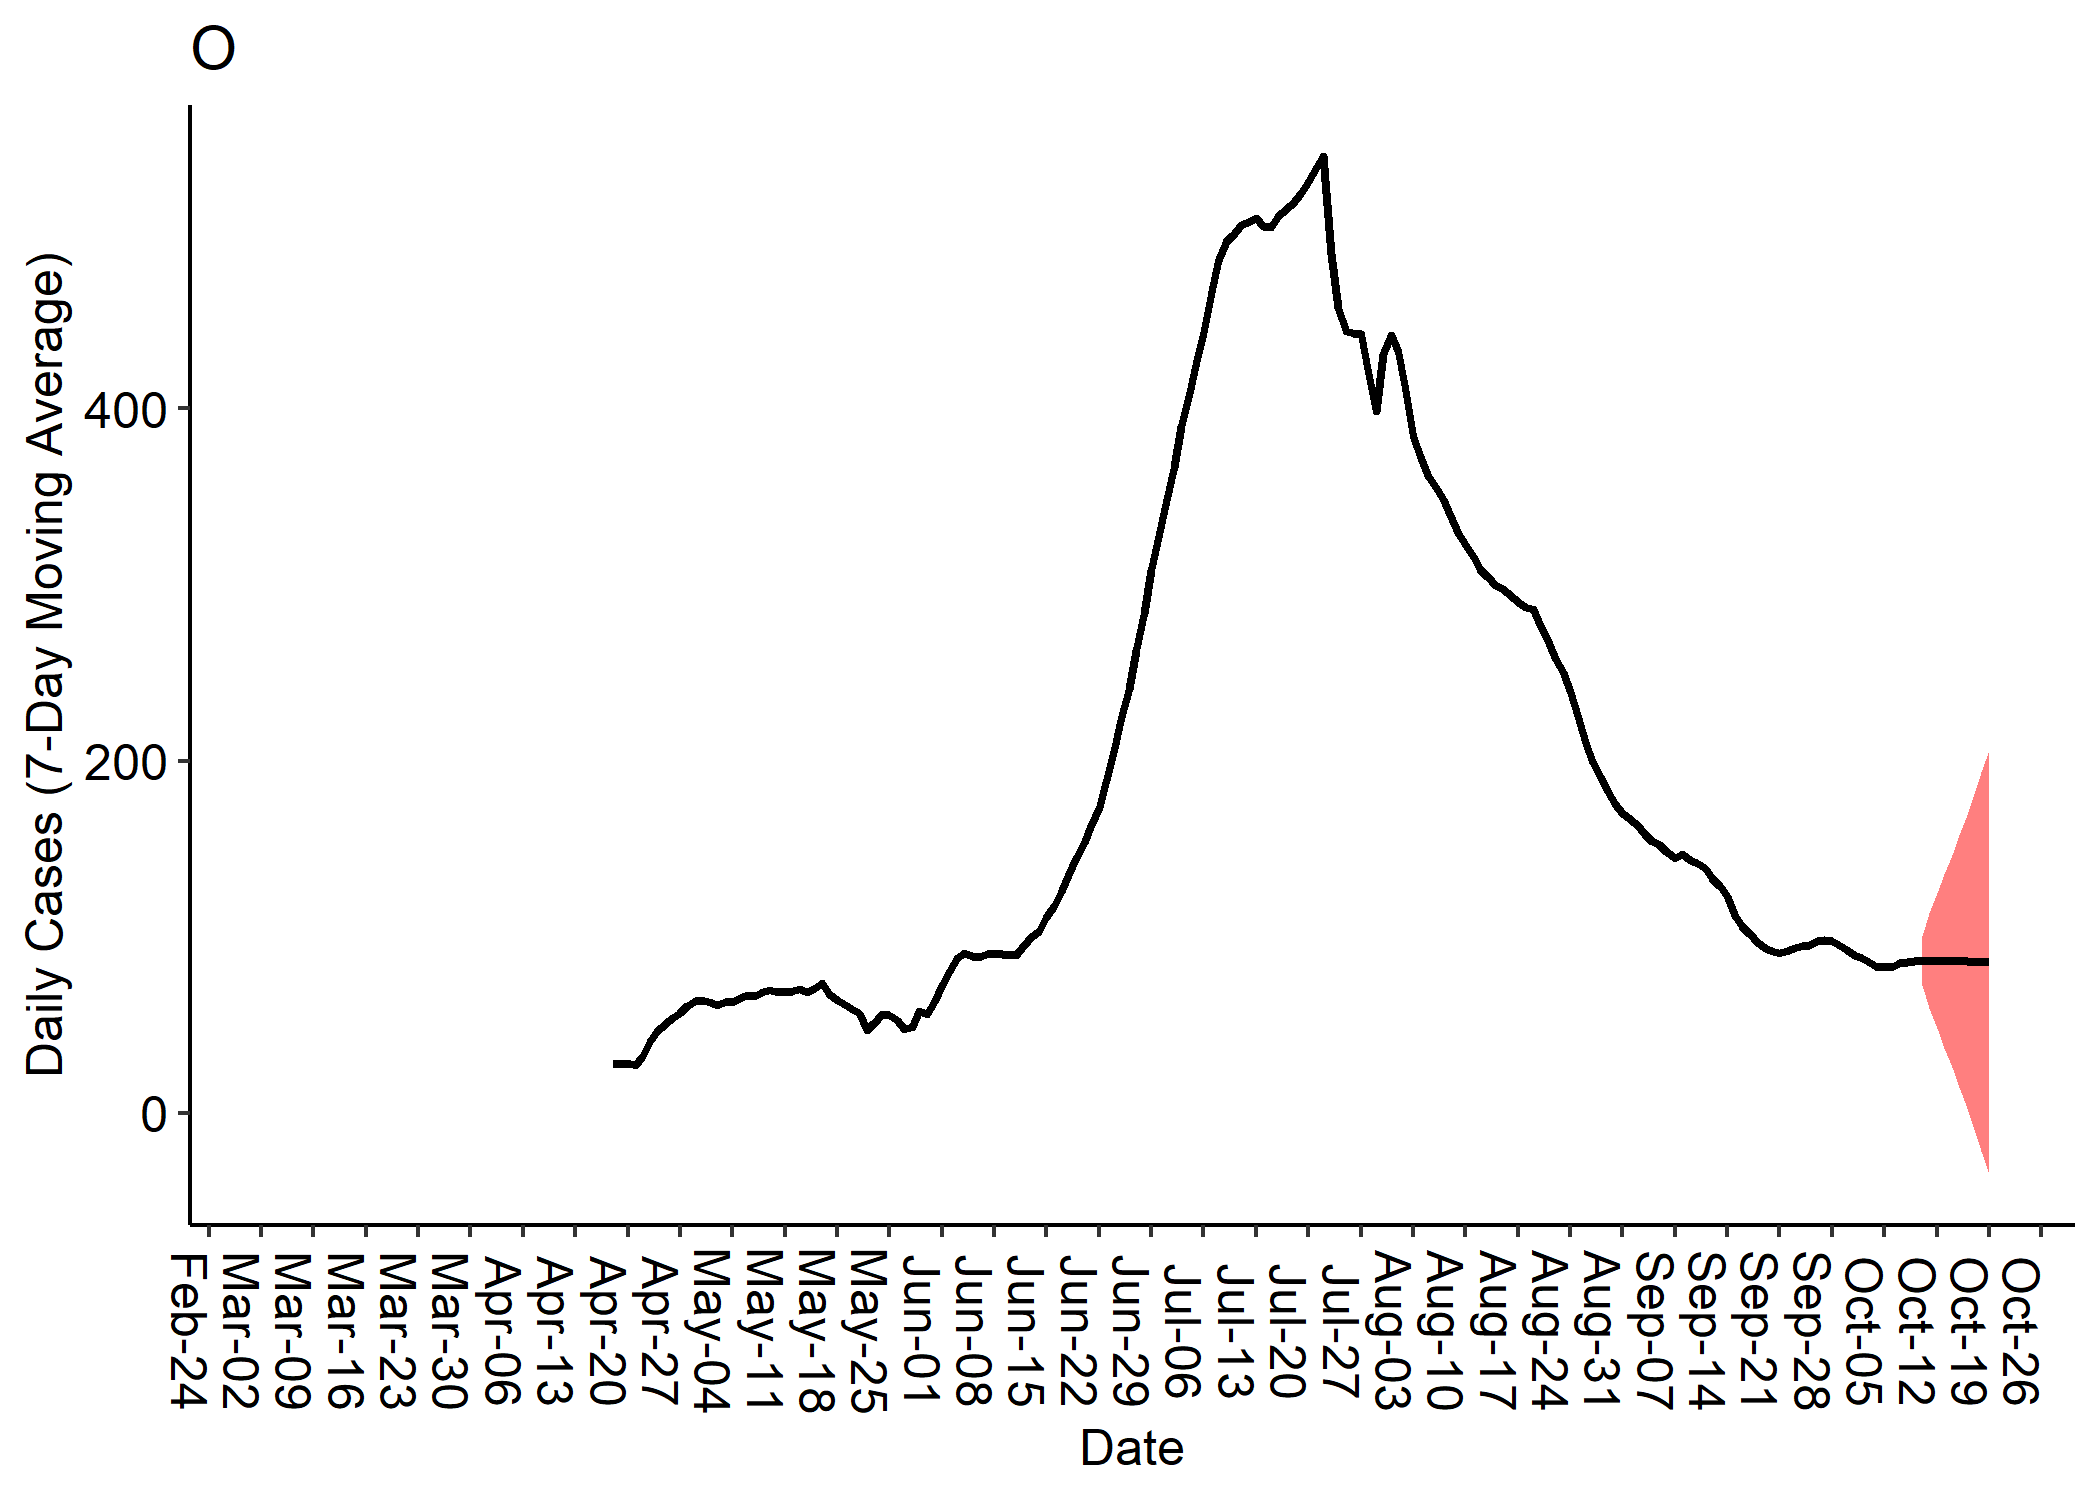 O
Daily Cases (7-Day Moving Average)
400
200
0
Feb-24
Mar-02
Mar-09
Mar-16
Mar-23
Mar-30
Apr-06
Apr-13
Apr-20
Apr-27
May-04
May-11
May-18
May-25
Jun-01
Jun-08
Jun-15
Jun-22
Jun-29
Jul-06
Jul-13
Jul-20
Jul-27
Aug-03
Aug-10
Aug-17
Aug-24
Aug-31
Sep-07
Sep-14
Sep-21
Sep-28
Oct-05
Oct-12
Oct-19
Oct-26
Date